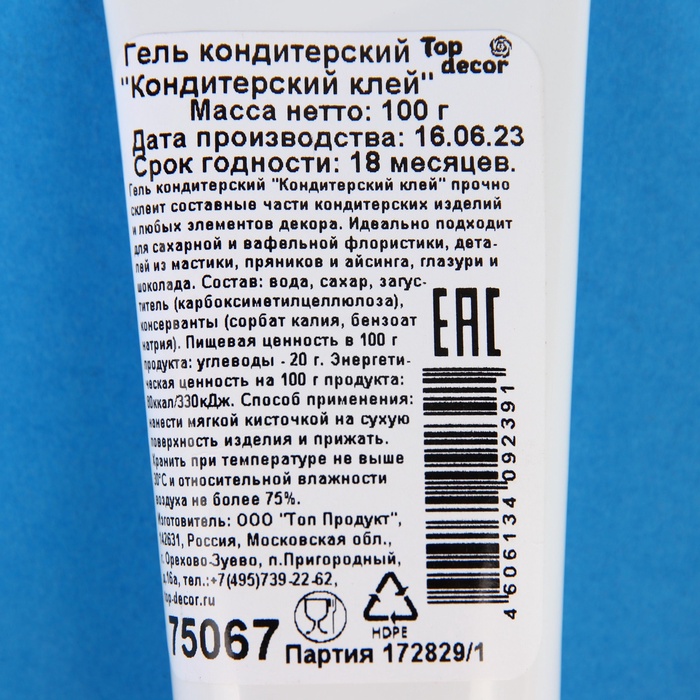 Гель кондитерский Top decor
"Кондитерский клей"
Масса нетто: 100 г
Дата производства: 16.06.23
Срок годности: 18 месяцев.
Гель кондитерский "Кондитерский клей" прочно
склеит составные части кондитерских изделий
и любых элементов декора. Идеально подходит
для сахарной и вафельной флористики, дета-
лей из мастики, пряников и айсинга, глазури и
шоколада. Состав: вода, сахар, загус-
титель (карбоксиметилцеллюлоза),
консерванты (сорбат калия, бензоат
натрия). Пищевая ценность в 100 г
продукта: углеводы - 20 г. Энергети-
ческая ценность на 100 г продукта:
80ккал/330кДж. Способ применения:
нанести мягкой кисточкой на сухую
поверхность изделия и прижать.
Хранить при температуре не выше
30°С и относительной влажности
воздуха не более 75%.
Изготовитель: ООО "Топ Продукт",
142631, Россия, Московская обл.,
г. Орехово-Зуево, п.Пригородный,
д.16а, тел.:+7(495)739-22-62,
top-decor.ru
EAC
4 606134 092391
HDPE
75067
Партия 172829/1